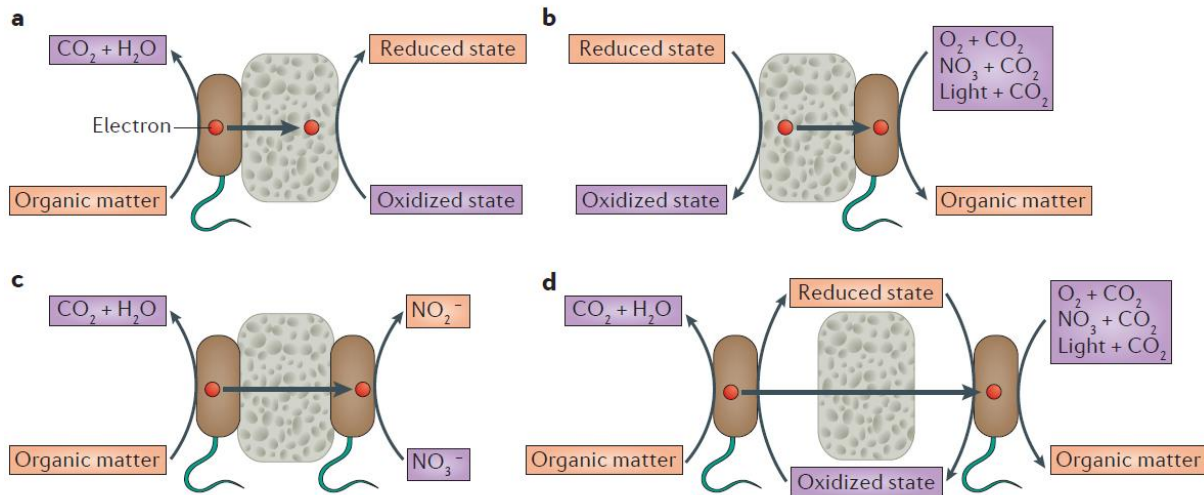 a
CO₂ + H₂O
Reduced state
Electron
Organic matter
Oxidized state
b
Reduced state
O₂ + CO₂
NO₃ + CO₂
Light + CO₂
Oxidized state
Organic matter
c
CO₂ + H₂O
NO₂⁻
Organic matter
NO₃⁻
d
CO₂ + H₂O
Reduced state
O₂ + CO₂
NO₃ + CO₂
Light + CO₂
Organic matter
Oxidized state
Organic matter